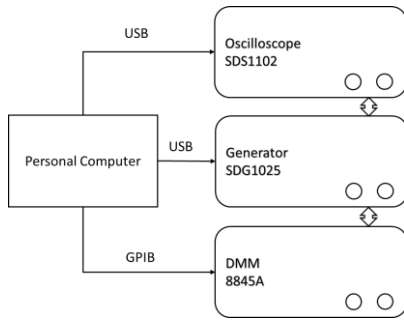 USB
Oscilloscope
SDS1102
Personal Computer
USB
Generator
SDG1025
GPIB
DMM
8845A